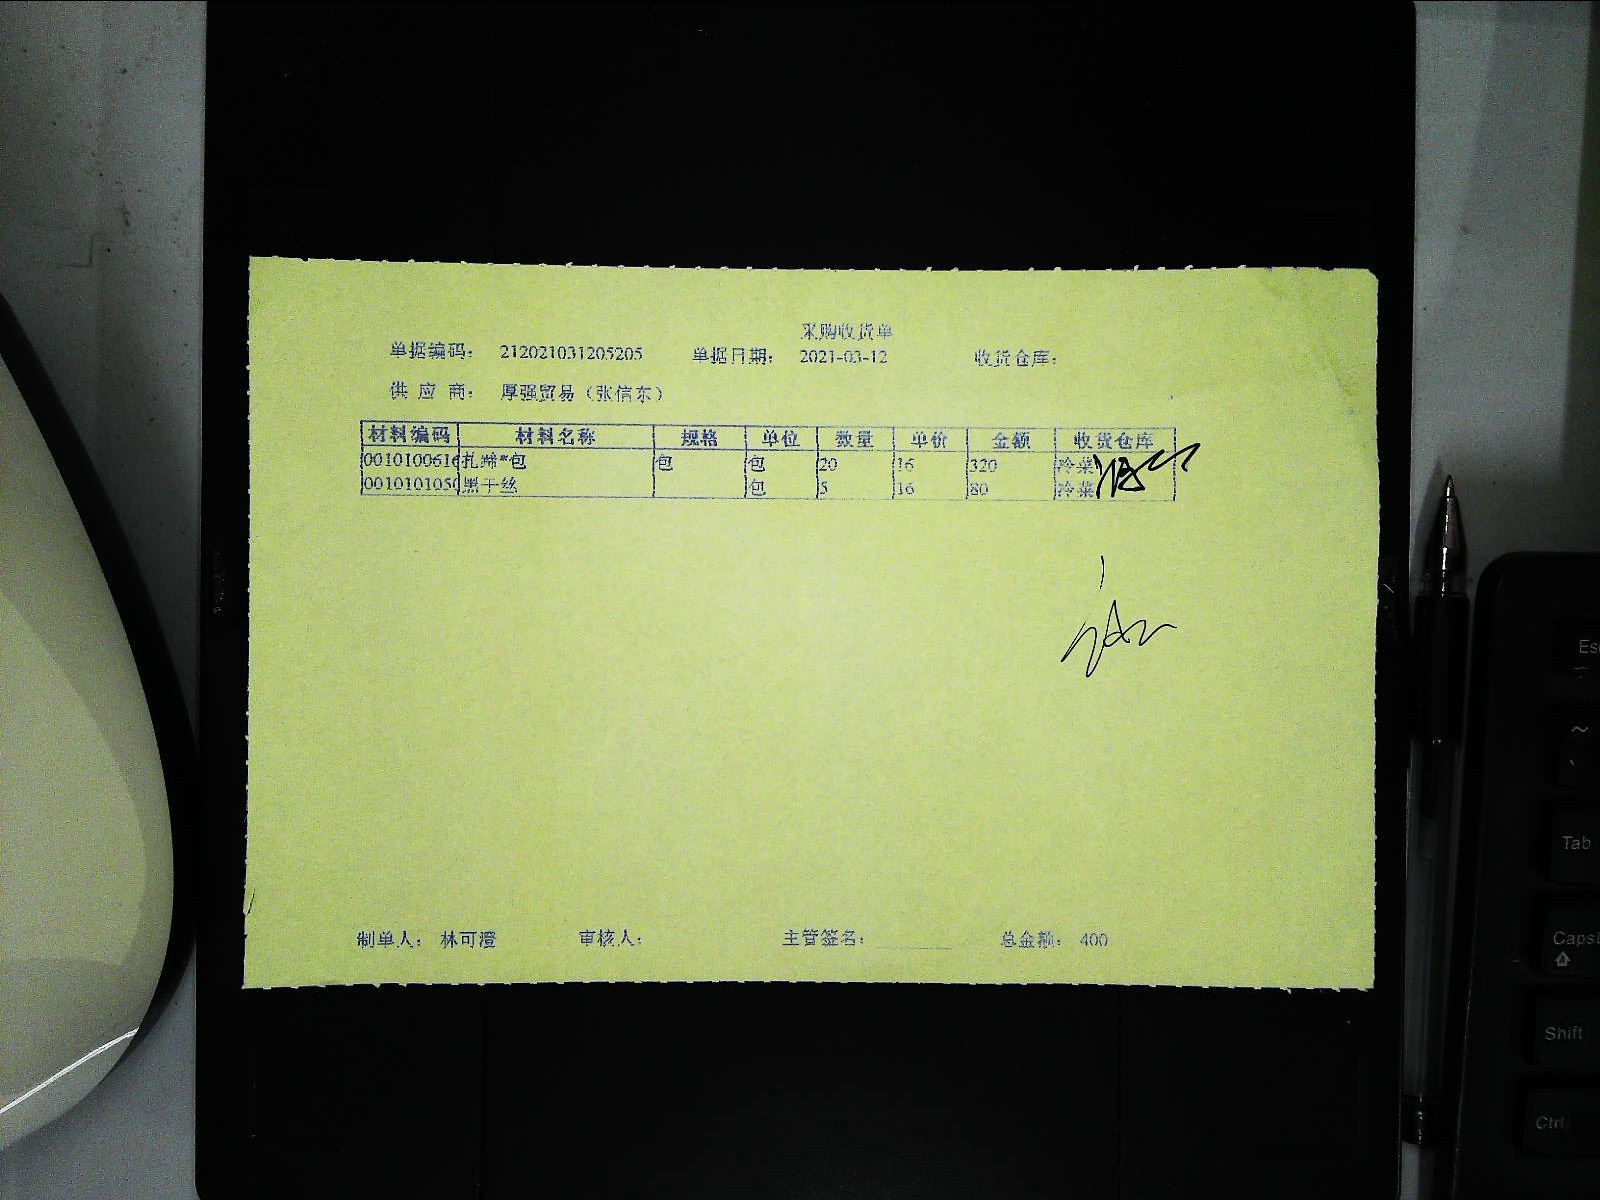 采购收货单
单据编码： 212021031205205 单据日期： 2021-03-12 收货仓库：
供 应 商： 厚强贸易（张信东）
材料编码 材料名称 规格 单位 数量 单价 金额 收货仓库
0010100616 扎蹄*包 包 包 20 16 320 冷菜
001010105 黑干丝 包 5 16 80 冷菜
制单人： 林可澄 审核人： 主管签名： 总金额： 400
Esc
~
Tab
Caps
Shift
Ctrl